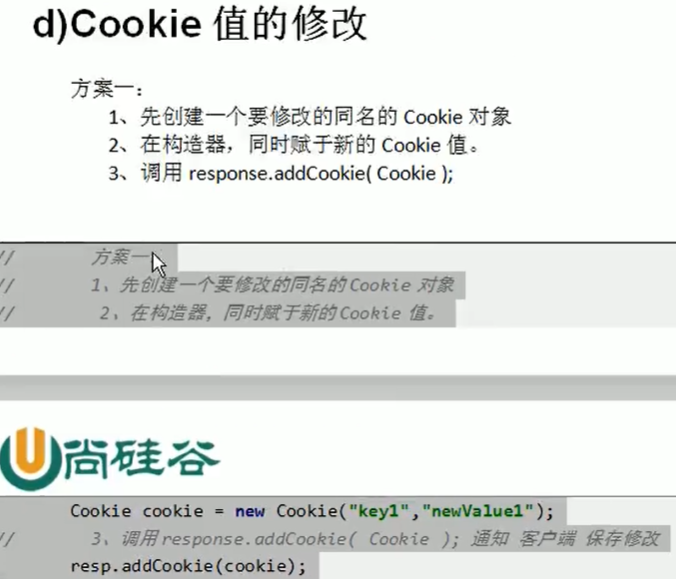 d)Cookie 值的修改
方案一：
1、先创建一个要修改的同名的 Cookie 对象
2、在构造器，同时赋于新的 Cookie 值。
3、调用 response.addCookie( Cookie );
// 方案一
// 1、先创建一个要修改的同名的Cookie 对象
// 2、在构造器，同时赋于新的Cookie 值。
尚硅谷
Cookie cookie = new Cookie("key1","newValue1");
// 3、调用response.addCookie( Cookie ); 通知 客户端 保存修改
resp.addCookie(cookie);